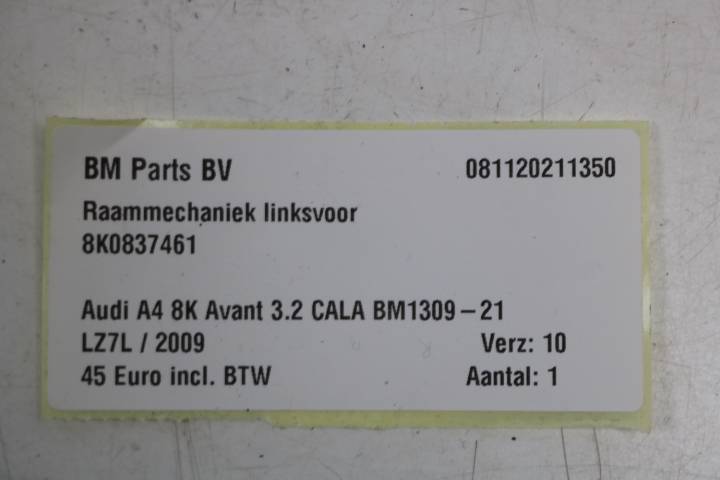 BM Parts BV 081120211350
Raammechaniek linksvoor
8K0837461
Audi A4 8K Avant 3.2 CALA BM1309-21
LZ7L / 2009 Verz: 10
45 Euro incl. BTW Aantal: 1